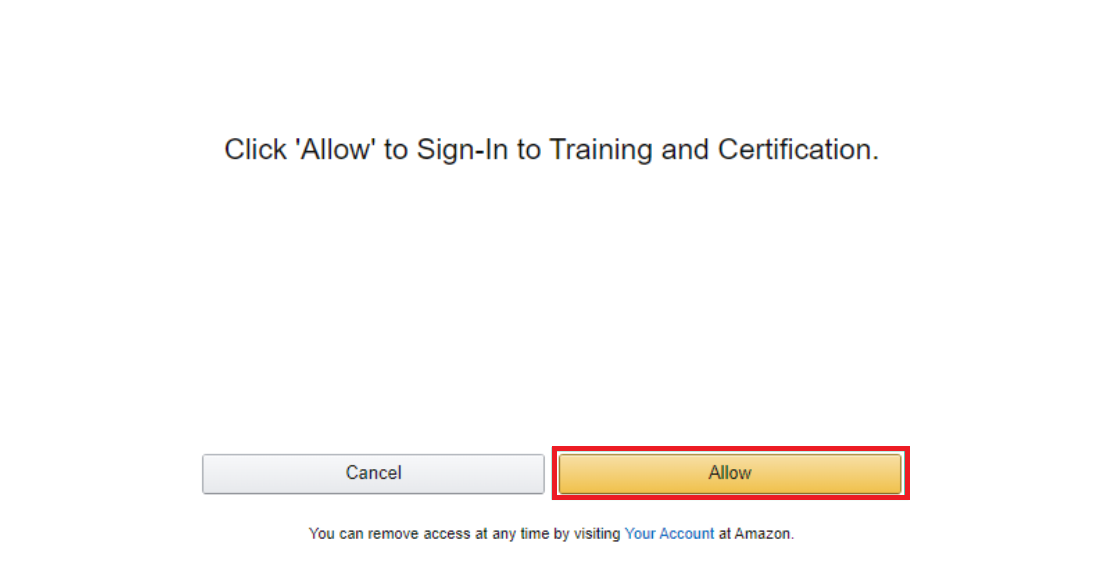 Click 'Allow' to Sign-In to Training and Certification.
Cancel
Allow
You can remove access at any time by visiting Your Account at Amazon.